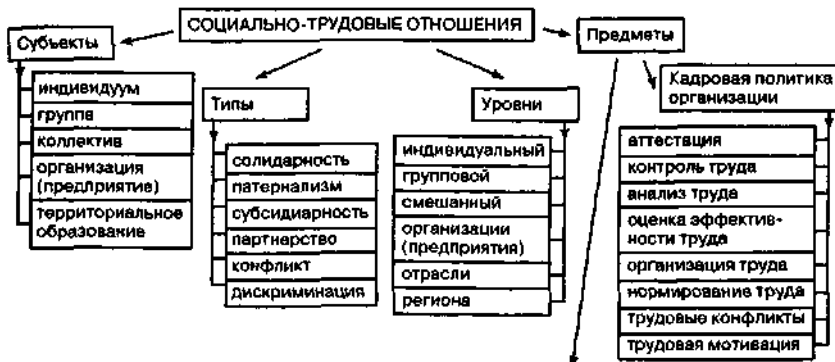 СОЦИАЛЬНО-ТРУДОВЫЕ ОТНОШЕНИЯ
Субъекты
индивидуум
группа
коллектив
организация
(предприятие)
территориальное
образование
Типы
солидарность
патернализм
субсидиарность
партнерство
конфликт
дискриминация
Уровни
индивидуальный
групповой
смешанный
организации
(предприятия)
отрасли
региона
Предметы
Кадровая политика
организации
аттестация
контроль труда
анализ труда
оценка эффектив-
ности труда
организация труда
нормирование труда
трудовые конфликты
трудовая мотивация